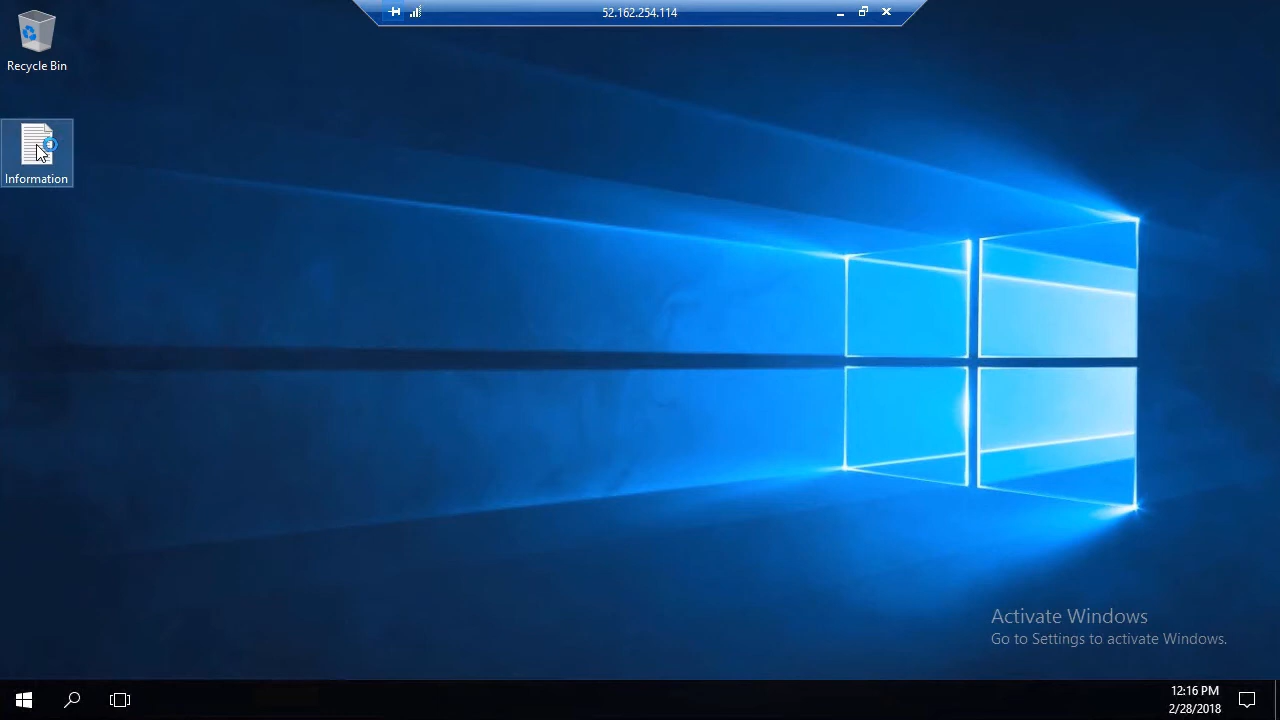 52.162.254.114
Recycle Bin
Information
Activate Windows
Go to Settings to activate Windows.
12:16 PM
2/28/2018